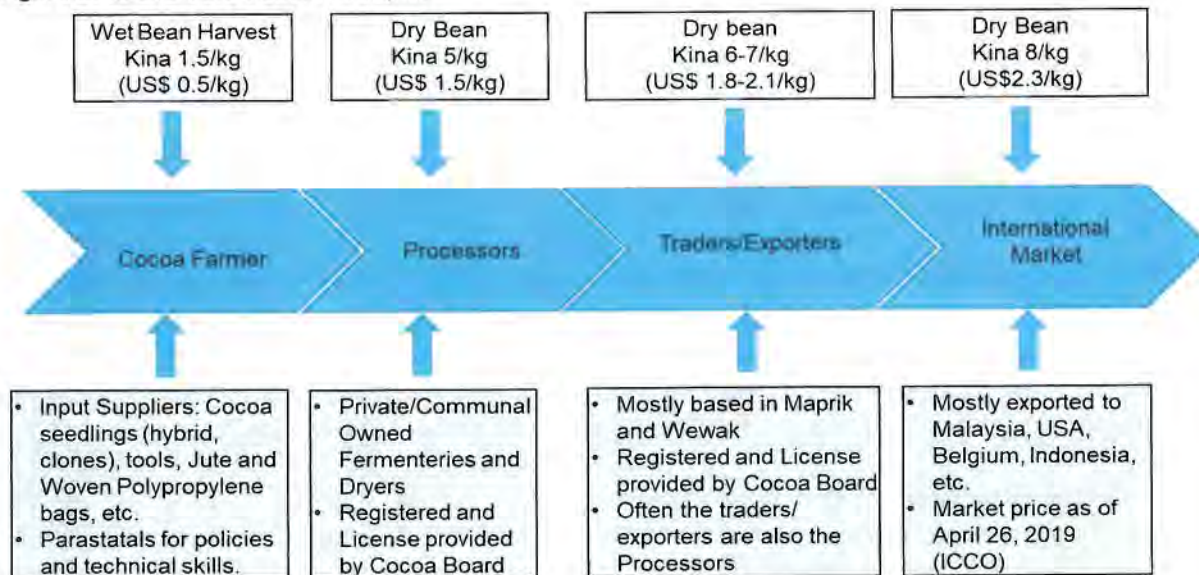 Wet Bean Harvest
Kina 1.5/kg
(US$ 0.5/kg)
Dry Bean
Kina 5/kg
(US$ 1.5/kg)
Dry bean
Kina 6-7/kg
(US$ 1.8-2.1/kg)
Dry Bean
Kina 8/kg
(US$2.3/kg)
Cocoa Farmer
Processors
Traders/Exporters
International
Market
• Input Suppliers: Cocoa
seedlings (hybrid,
clones), tools, Jute and
Woven Polypropylene
bags, etc.
• Parastatals for policies
and technical skills.
• Private/Communal
Owned
Fermenteries and
Dryers
• Registered and
License provided
by Cocoa Board
• Mostly based in Maprik
and Wewak
• Registered and License
provided by Cocoa Board
• Often the traders/
exporters are also the
Processors
• Mostly exported to
Malaysia, USA,
Belgium, Indonesia,
etc.
• Market price as of
April 26, 2019
(ICCO)